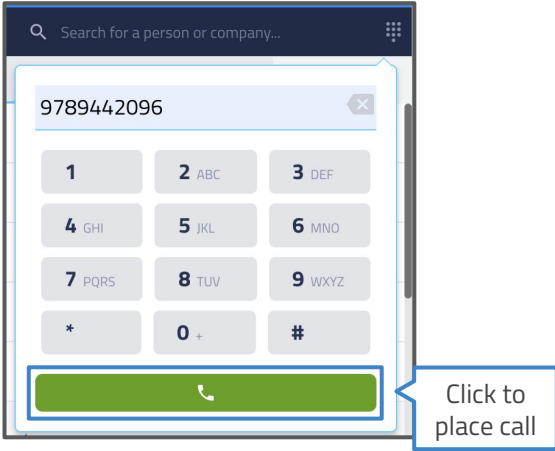 Search for a person or company...
9789442096
1 2 ABC 3 DEF
4 GHI 5 JKL 6 MNO
7 PQRS 8 TUV 9 WXYZ
* 0 + #
Click to
place call